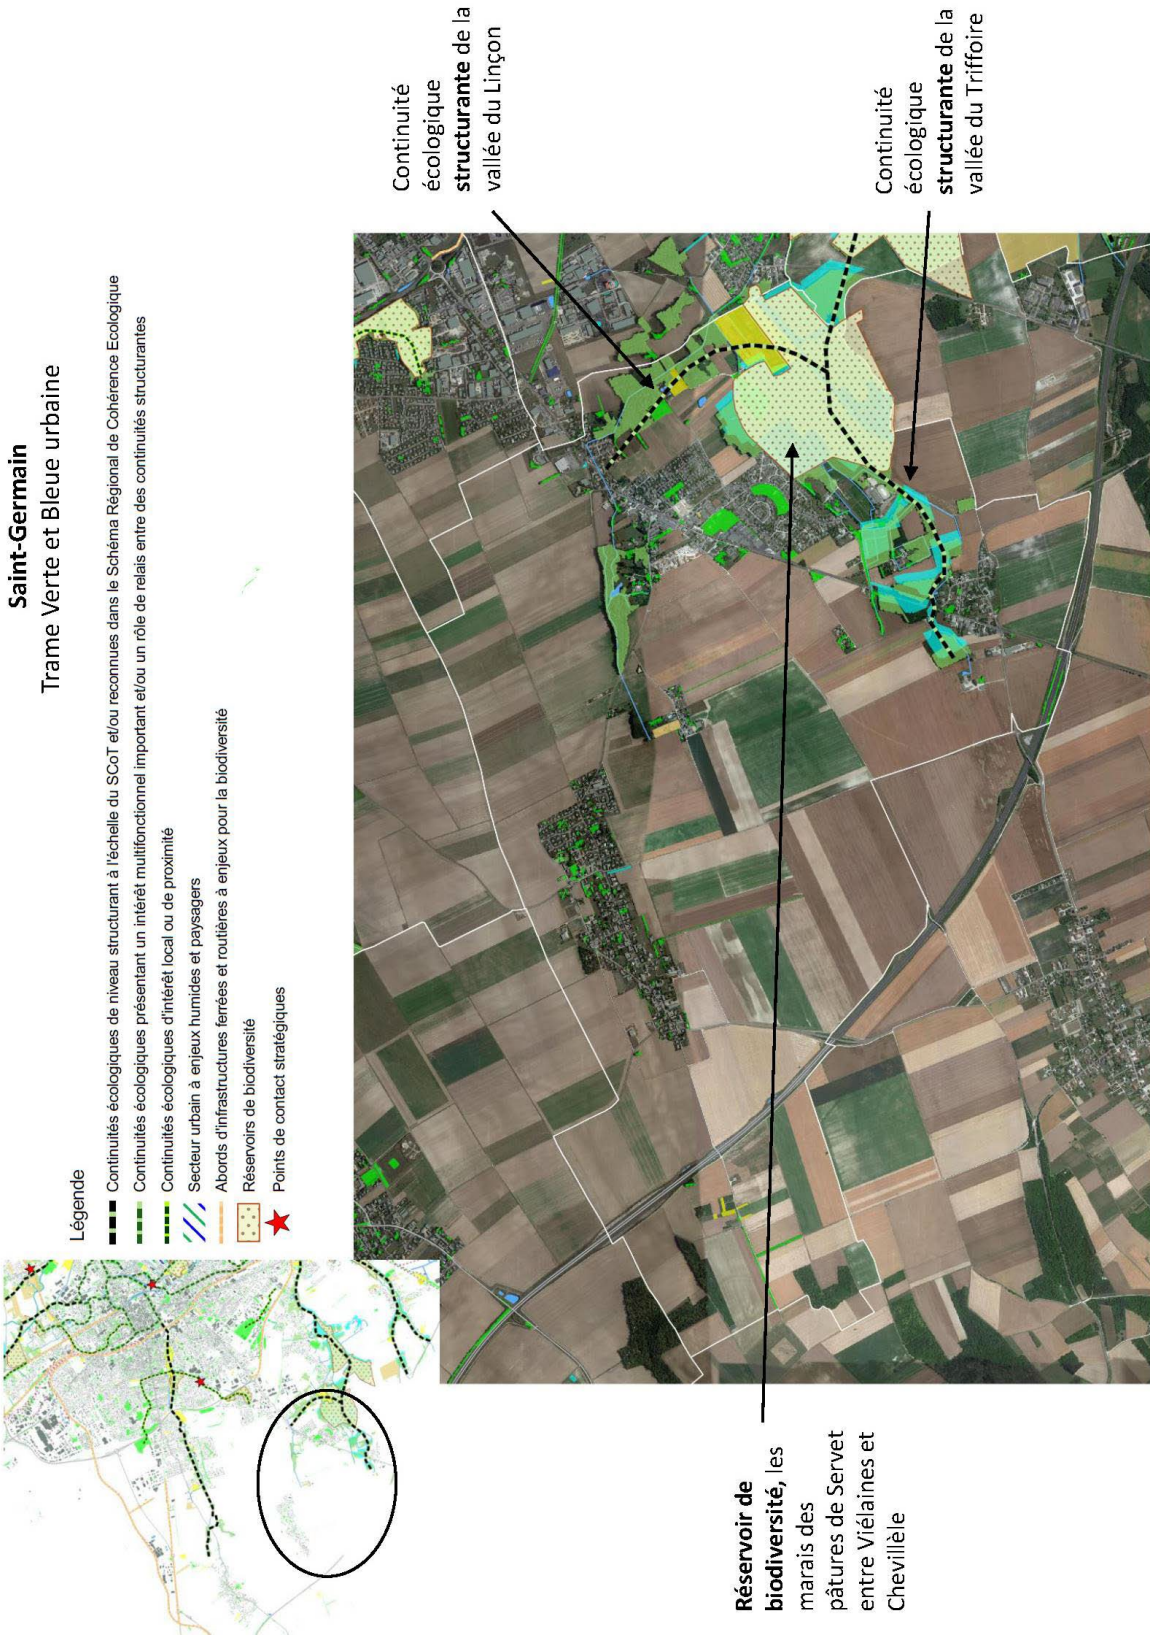 Saint-Germain
Trame Verte et Bleue urbaine
Légende
Continuités écologiques de niveau structurant à l'échelle du SCoT et/ou reconnues dans le Schéma Régional de Cohérence Ecologique
Continuités écologiques présentant un intérêt multifonctionnel important et/ou un rôle de relais entre des continuités structurantes
Continuités écologiques d'intérêt local ou de proximité
Secteur urbain à enjeux humides et paysagers
Abords d'infrastructures ferrées et routières à enjeux pour la biodiversité
Réservoirs de biodiversité
Points de contact stratégiques
Continuité
écologique
structurante de la
vallée du Linçon
Continuité
écologique
structurante de la
vallée du Triffoire
Réservoir de
biodiversité, les
marais des
pâtures de Servet
entre Viélaines et
Chevillèle